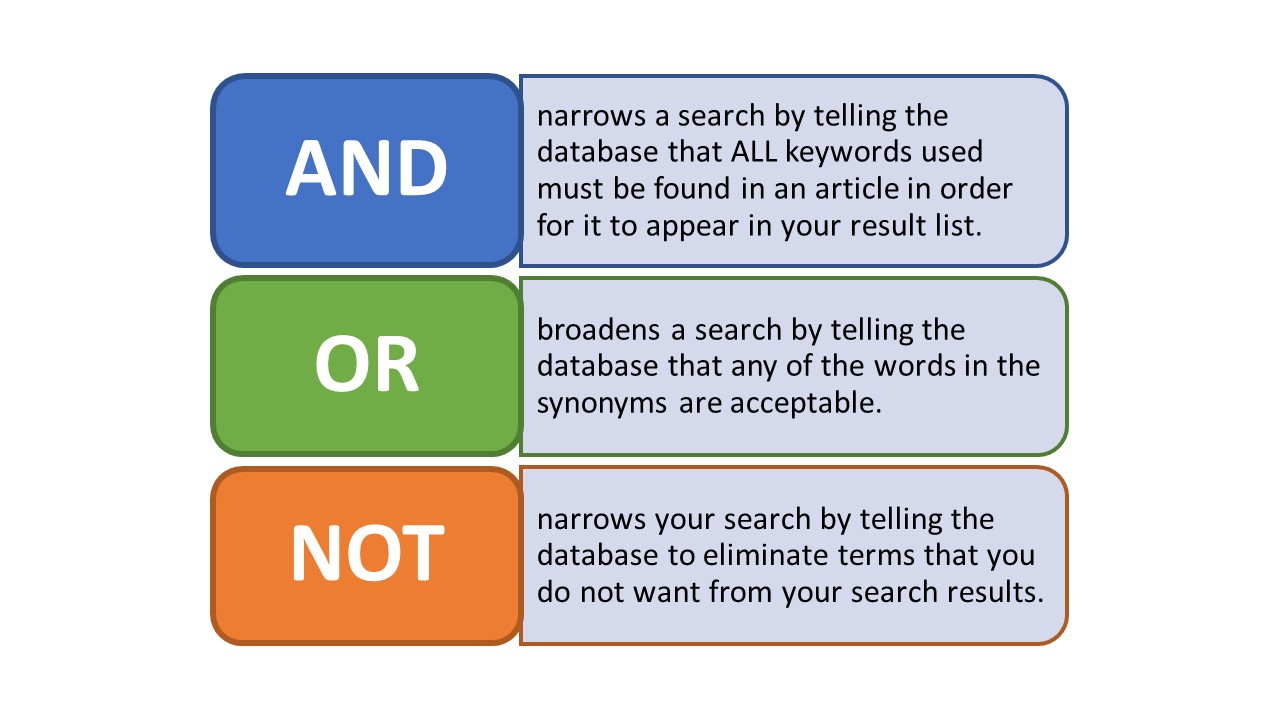 AND
narrows a search by telling the
database that ALL keywords used
must be found in an article in order
for it to appear in your result list.
OR
broadens a search by telling the
database that any of the words in the
synonyms are acceptable.
NOT
narrows your search by telling the
database to eliminate terms that you
do not want from your search results.